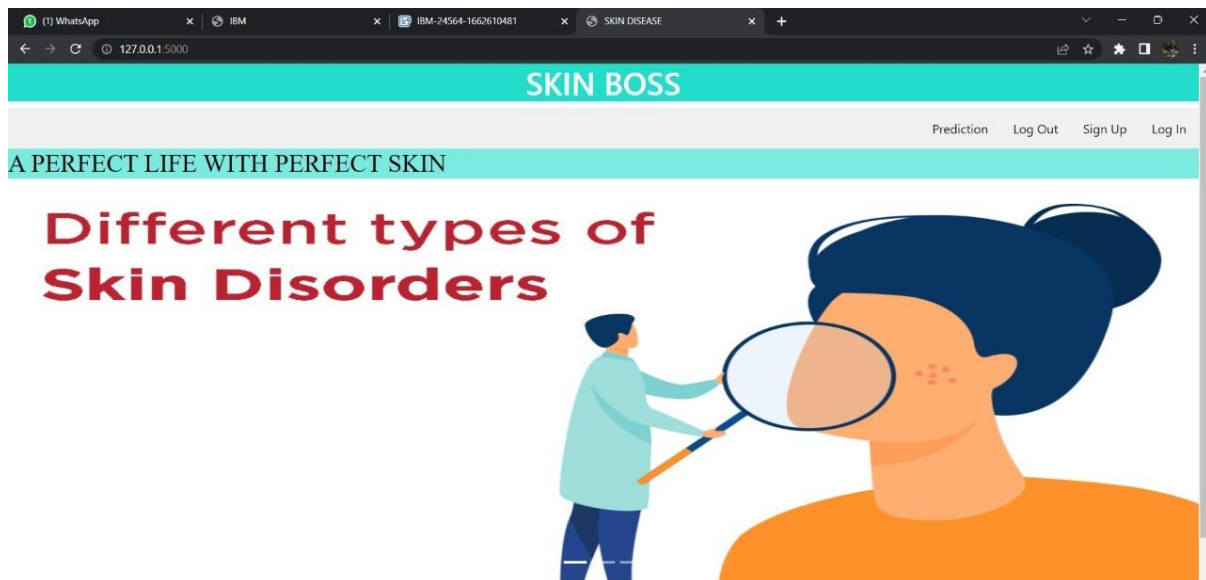 (1) WhatsApp IBM IBM-24564-1662610481 SKIN DISEASE
127.0.0.1:5000
SKIN BOSS
Prediction Log Out Sign Up Log In
A PERFECT LIFE WITH PERFECT SKIN
Different types of
Skin Disorders